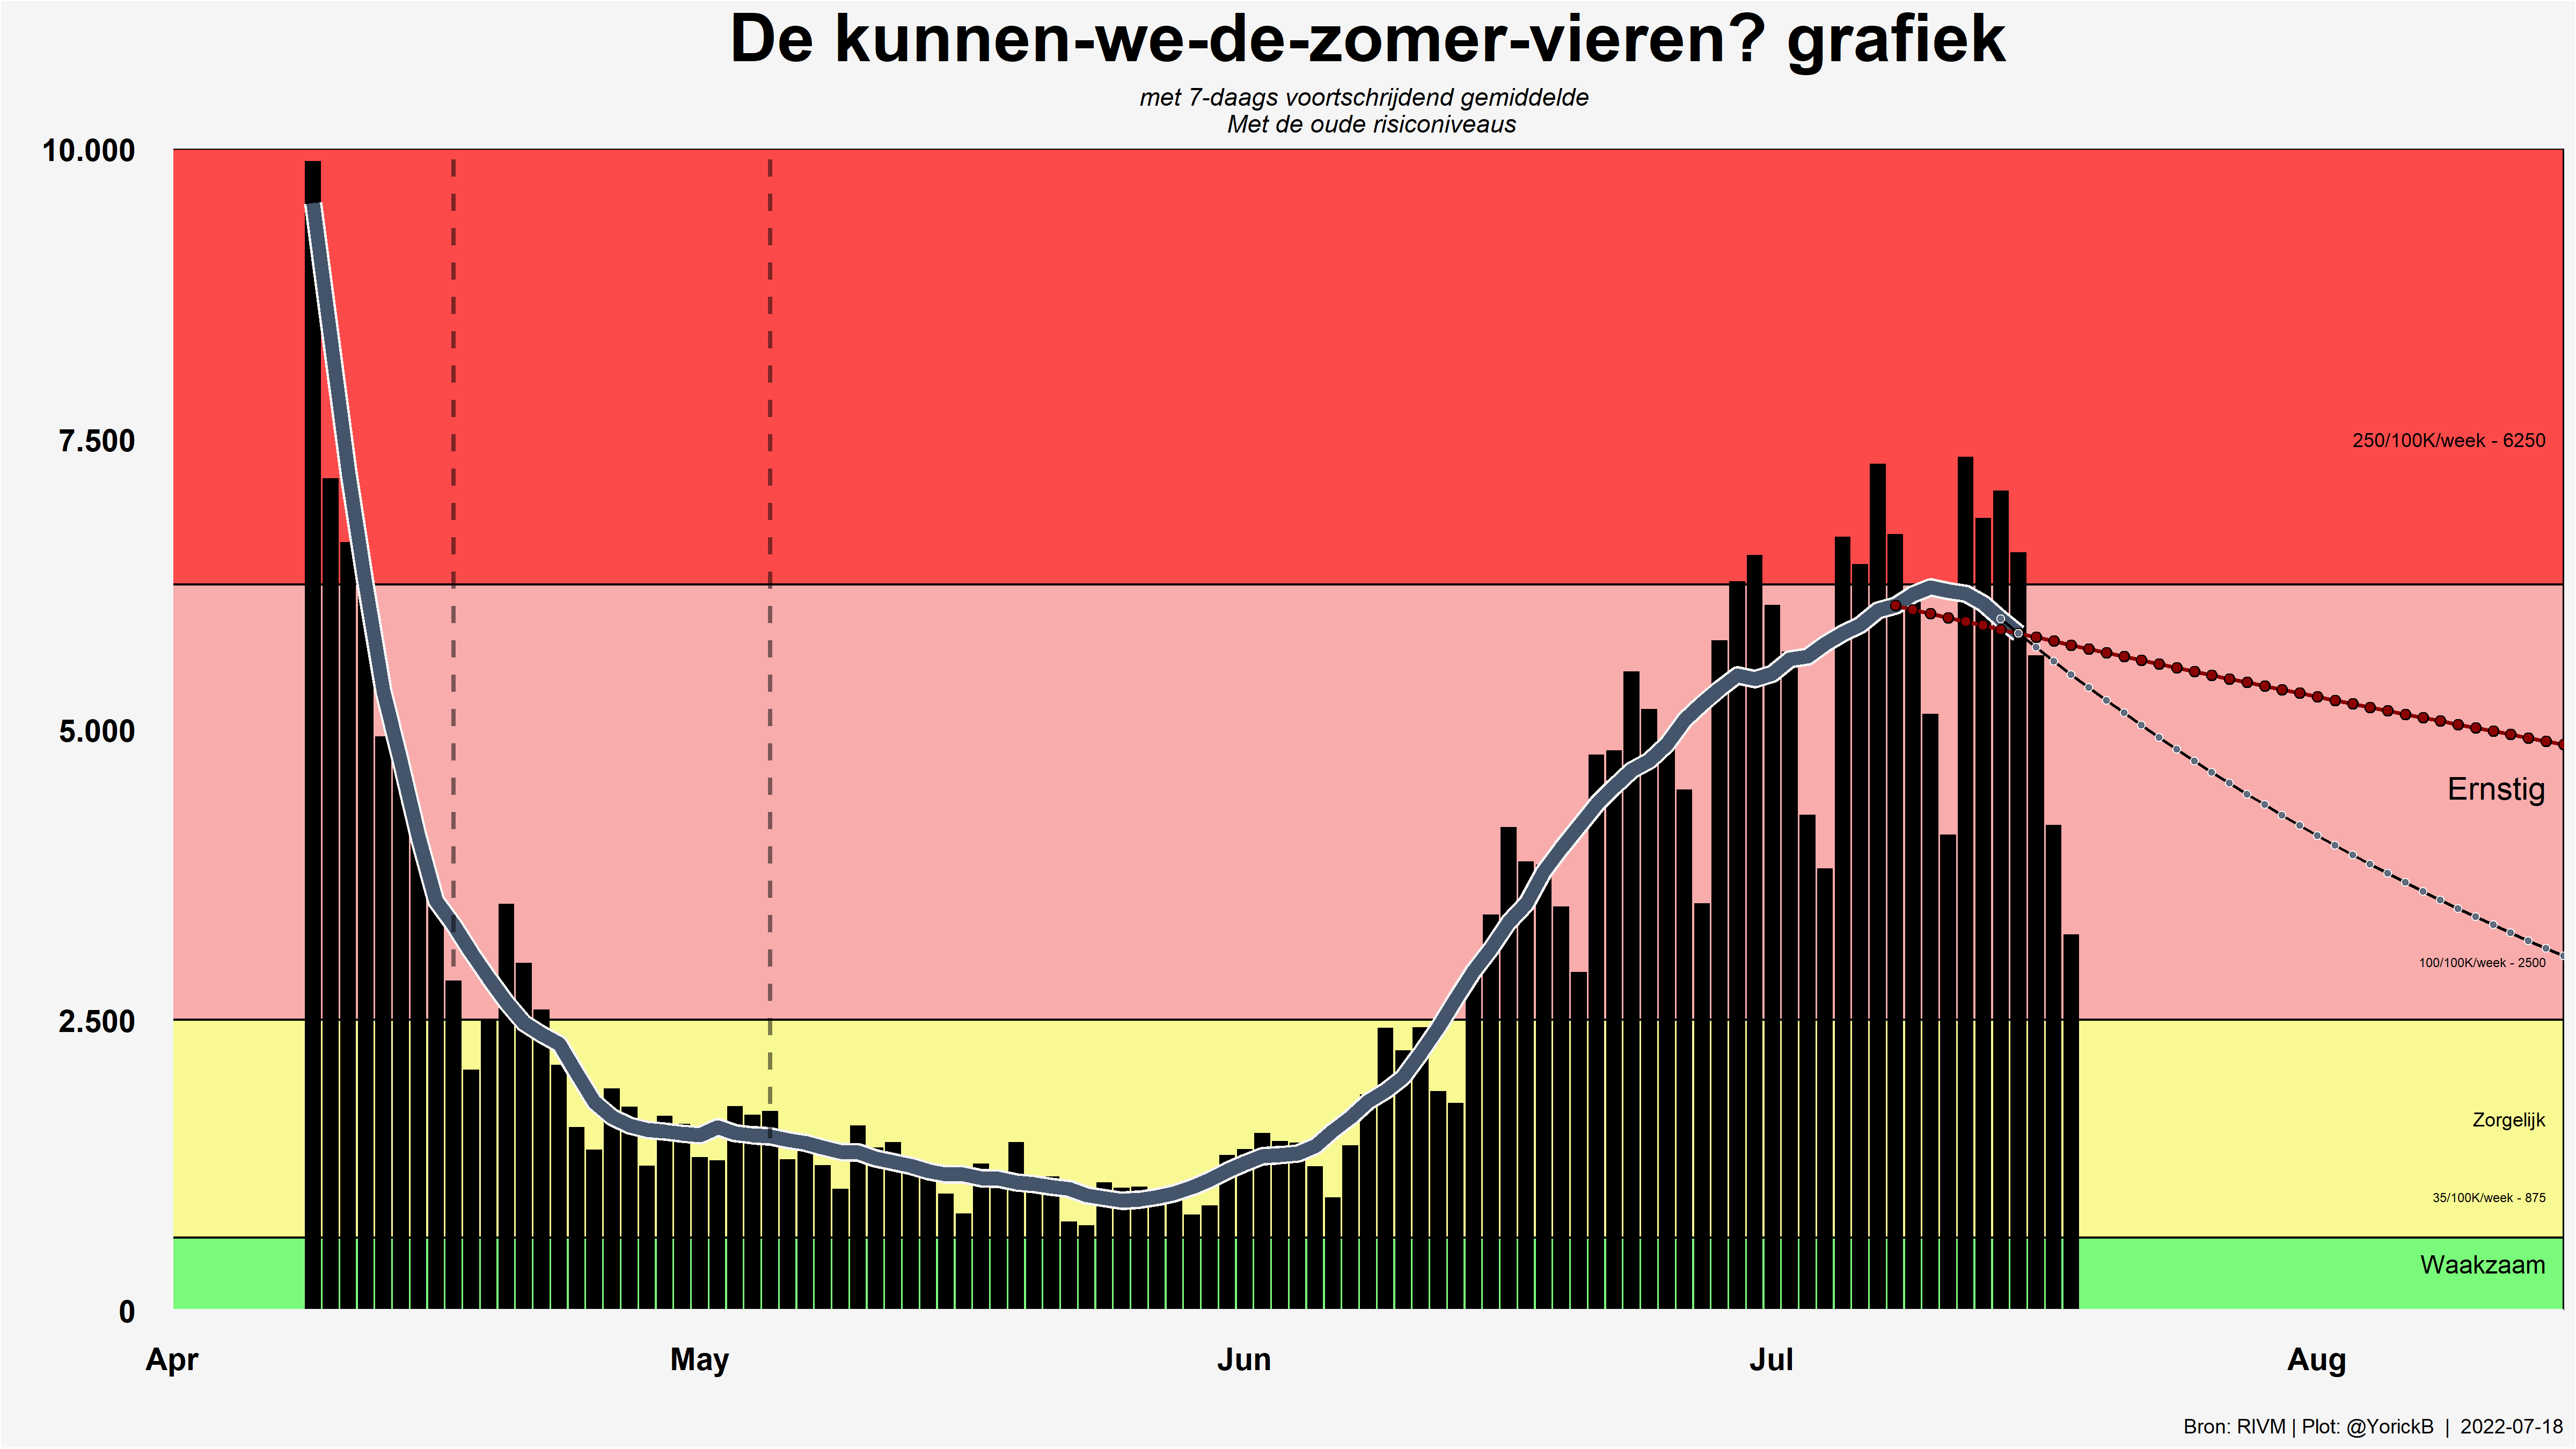 De kunnen-we-de-zomer-vieren? grafiek
met 7-daags voortschrijdend gemiddelde
Met de oude risiconiveaus
10.000
7.500
250/100K/week - 6250
5.000
Ernstig
100/100K/week - 2500
2.500
Zorgelijk
35/100K/week - 875
Waakzaam
0
Apr May Jun Jul Aug
Bron: RIVM | Plot: @YorickB | 2022-07-18